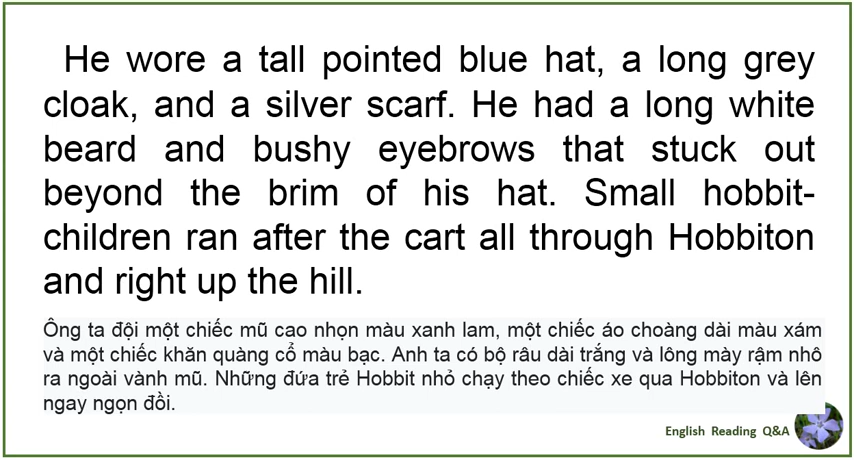 He wore a tall pointed blue hat, a long grey
cloak, and a silver scarf. He had a long white
beard and bushy eyebrows that stuck out
beyond the brim of his hat. Small hobbit-
children ran after the cart all through Hobbiton
and right up the hill.
Ông ta đội một chiếc mũ cao nhọn màu xanh lam, một chiếc áo choàng dài màu xám
và một chiếc khăn quàng cổ màu bạc. Anh ta có bộ râu dài trắng và lông mày rậm nhô
ra ngoài vành mũ. Những đứa trẻ Hobbit nhỏ chạy theo chiếc xe qua Hobbiton và lên
ngay ngọn đồi.
English Reading Q&A